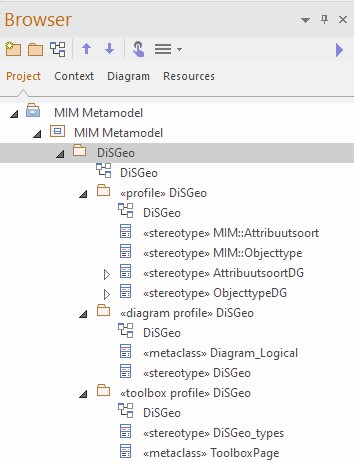 Browser
Project Context Diagram Resources
MIM Metamodel
MIM Metamodel
DiSGeo
DiSGeo
«profile» DiSGeo
DiSGeo
«stereotype» MIM::Attribuutsoort
«stereotype» MIM::Objecttype
«stereotype» AttribuutsoortDG
«stereotype» ObjecttypeDG
«diagram profile» DiSGeo
DiSGeo
«metaclass» Diagram_Logical
«stereotype» DiSGeo
«toolbox profile» DiSGeo
DiSGeo
«stereotype» DiSGeo_types
«metaclass» ToolboxPage